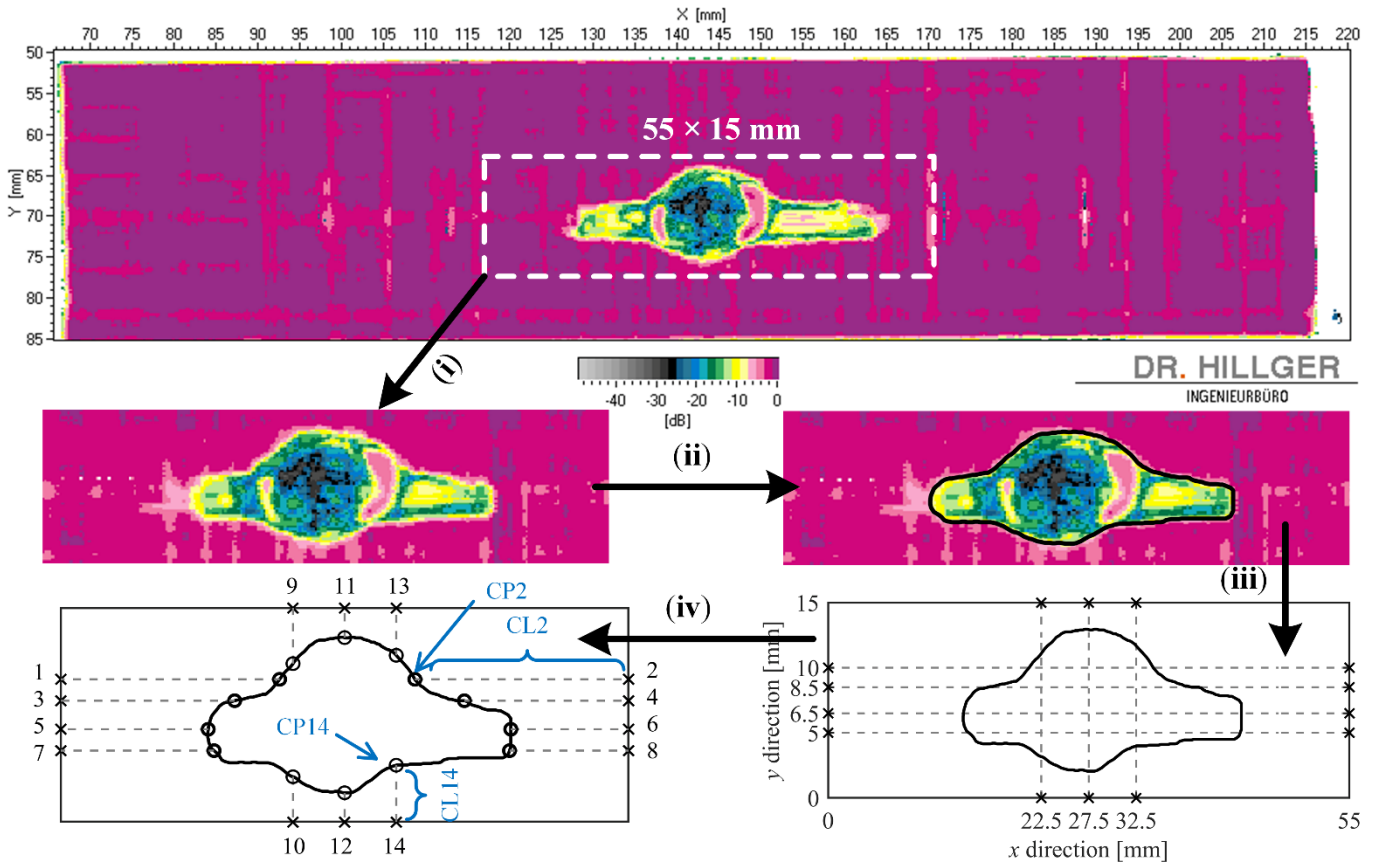 X [mm]
70 75 80 85 90 95 100 105 110 115 120 125 130 135 140 145 150 155 160 165 170 175 180 185 190 195 200 205 210 215 220
50
55
60
65
70
75
80
85
Y [mm]
55 × 15 mm
(i)
-40 -30 -20 -10 0
[dB]
DR. HILLGER
INGENIEURBÜRO
(ii)
(iii)
(iv)
9 11 13
CP2
CL2
1 2
3 4
5 6
7 8
CP14
CL14
10 12 14
15
10
8.5
6.5
5
0
y direction [mm]
0 22.5 27.5 32.5 55
x direction [mm]